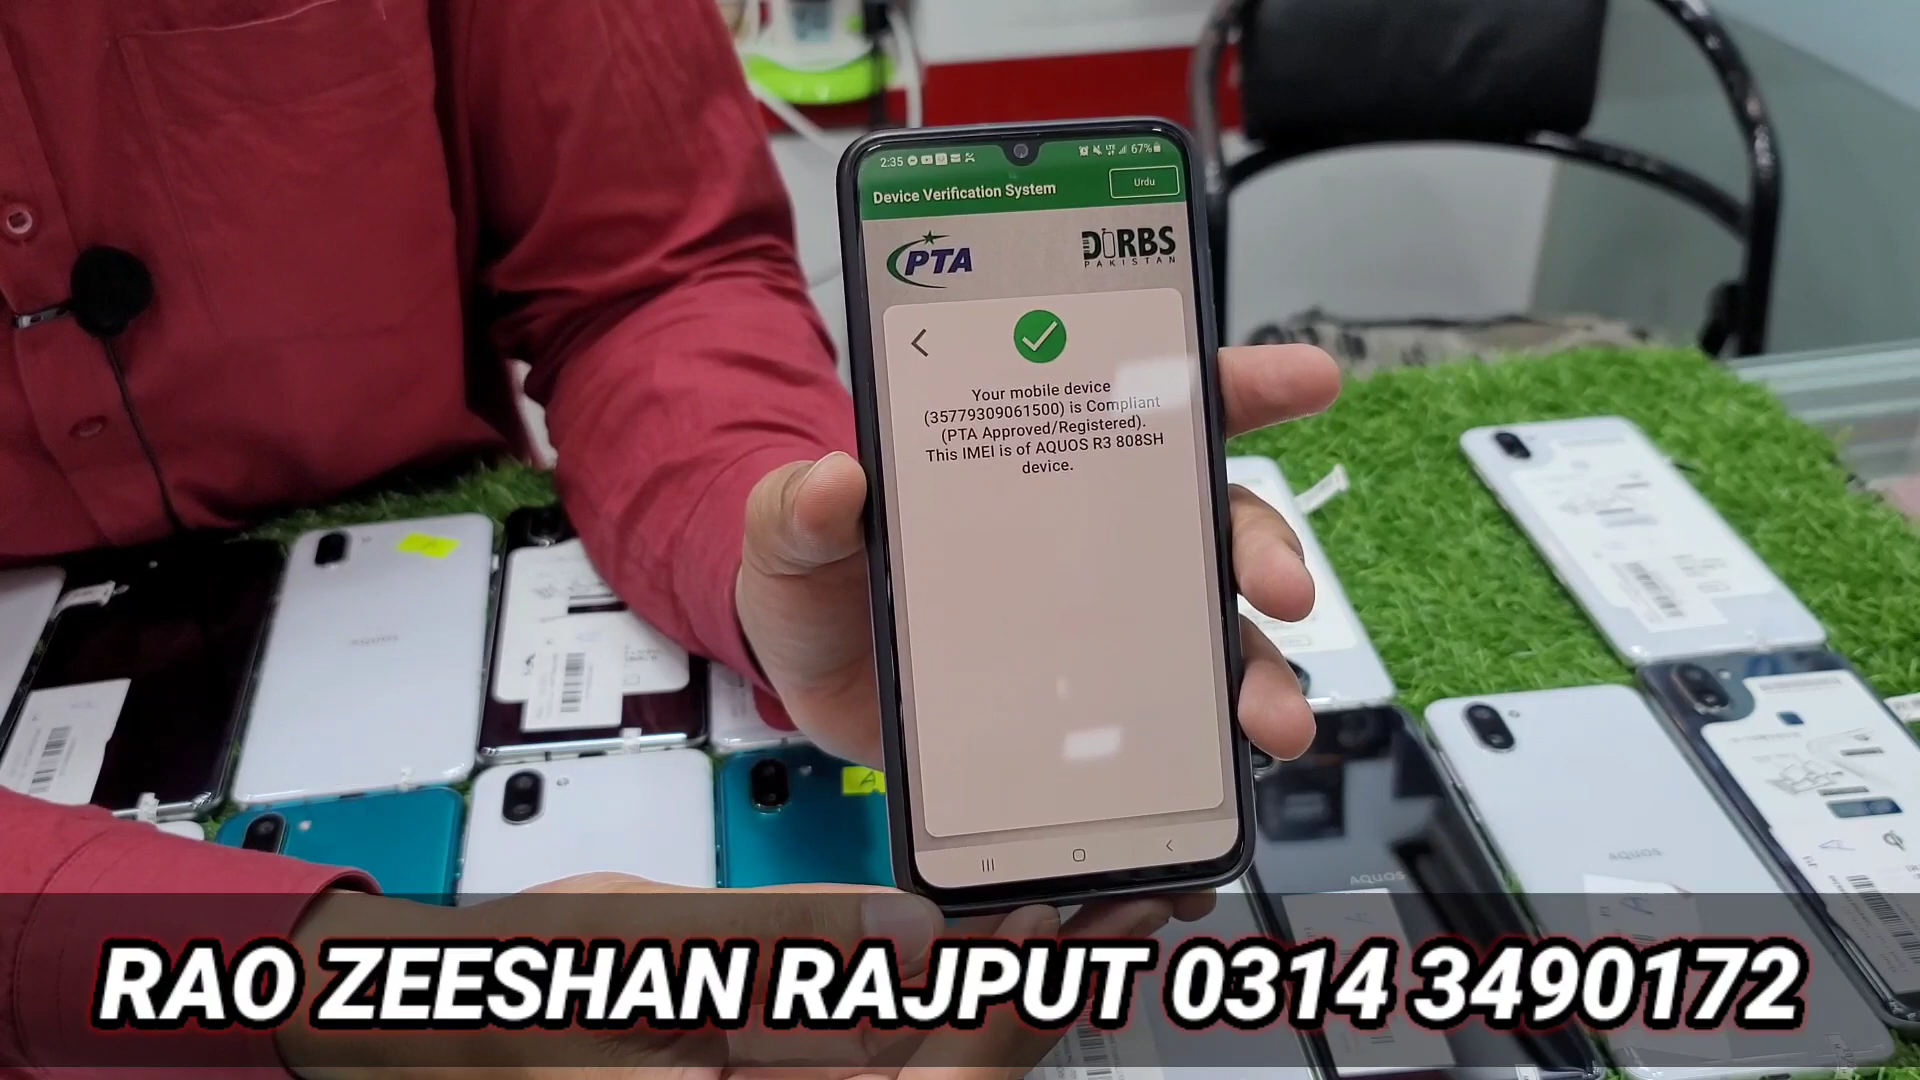 2:35
67%
Device Verification System
Urdu
PTA
DIRBS
PAKISTAN
Your mobile device
(35779309061500) is Compliant
(PTA Approved/Registered).
This IMEI is of AQUOS R3 808SH
device.
AQUOS
A
AQUOS
AQUOS
RAO ZEESHAN RAJPUT 0314 3490172